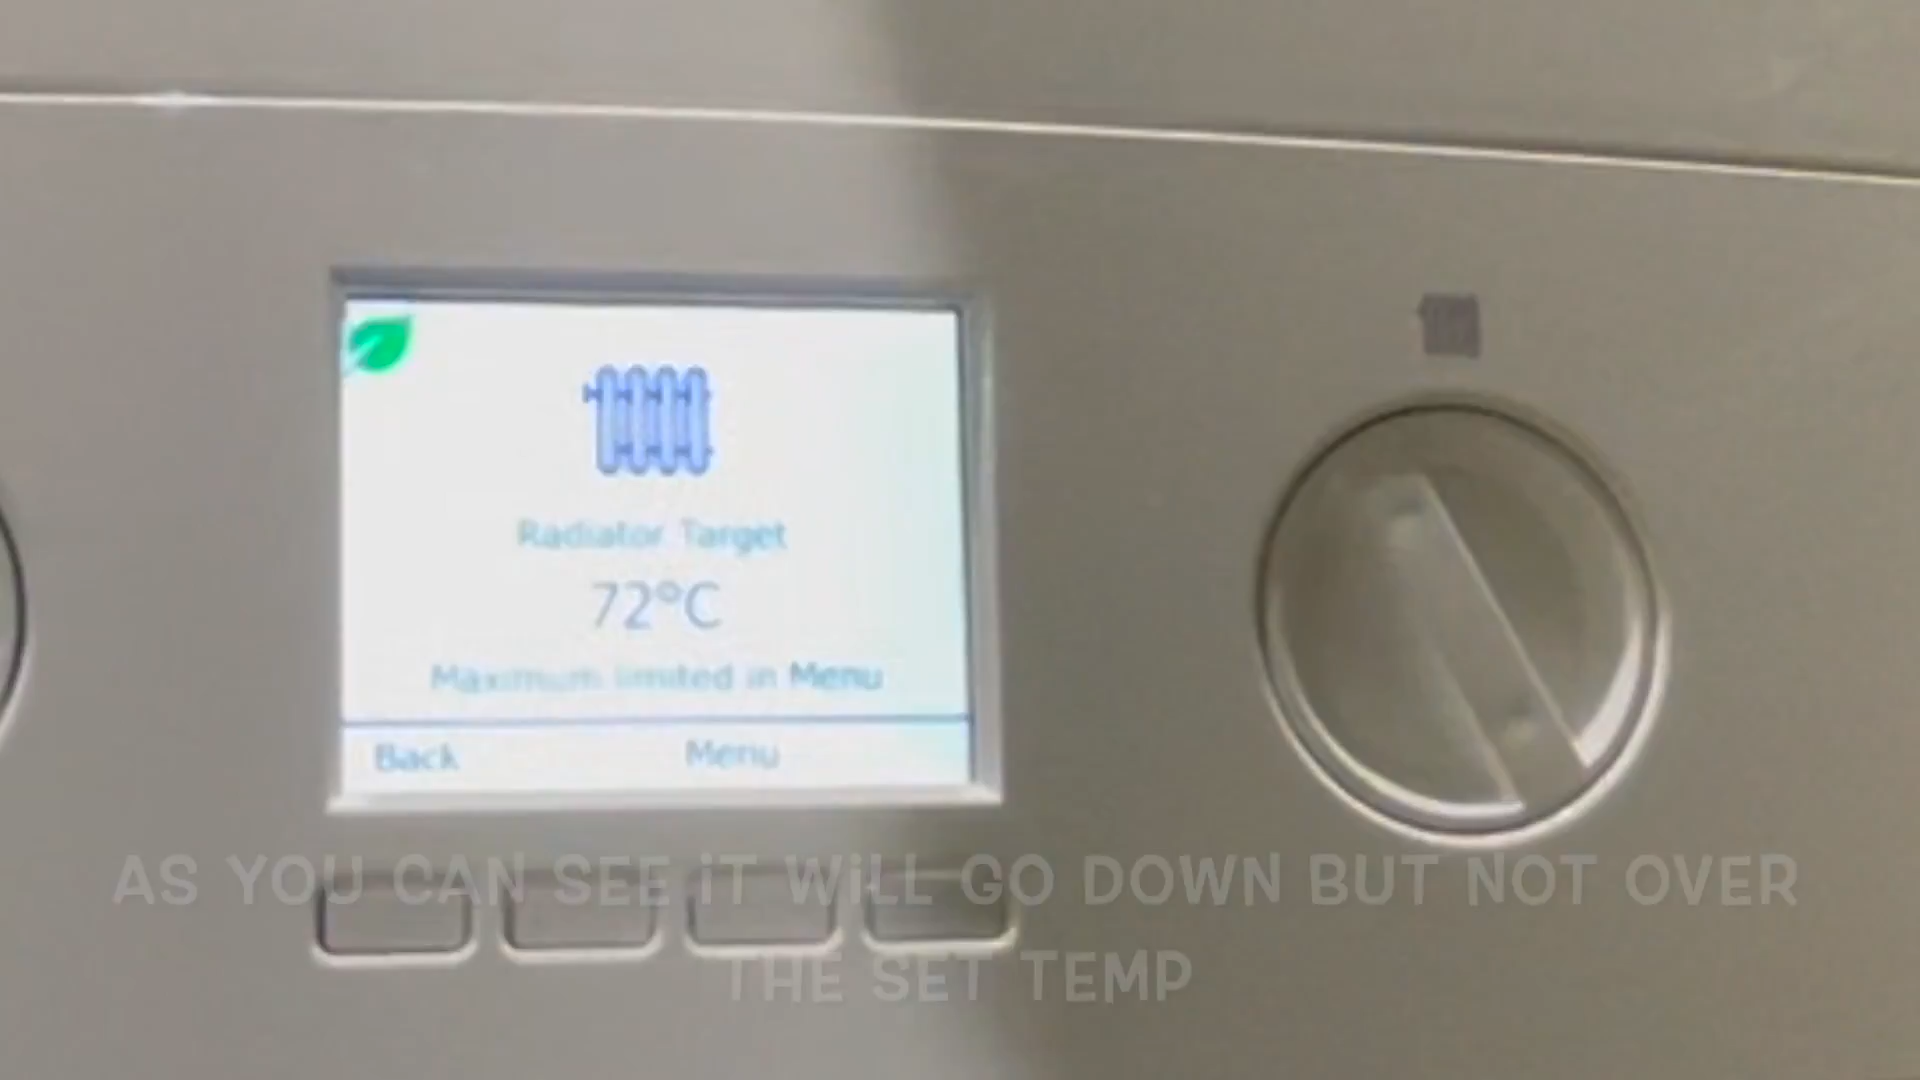 Radiator Target
72°C
Maximum limited in Menu
Back Menu
AS YOU CAN SEE IT WILL GO DOWN BUT NOT OVER
THE SET TEMP